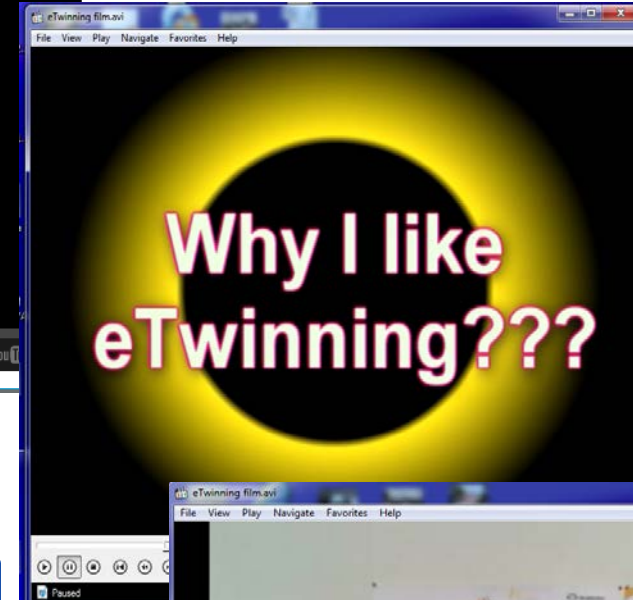 eTwinning film.avi
File View Play Navigate Favorites Help
Why I like
eTwinning???
eTwinning film.avi
File View Play Navigate Favorites Help
Paused